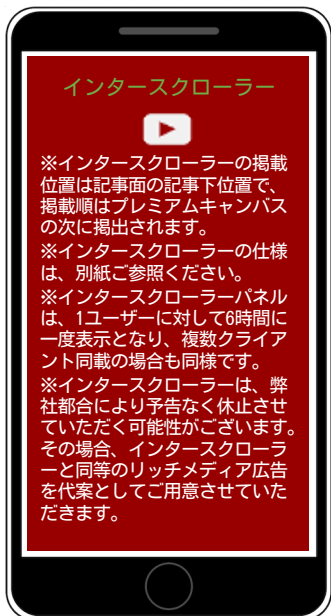 インタースクローラー
※インタースクローラーの掲載
位置は記事面の記事下位置で、
掲載順はプレミアムキャンバス
の次に掲出されます。
※インタースクローラーの仕様
は、別紙ご参照ください。
※インタースクローラーパネル
は、1ユーザーに対して6時間に
一度表示となり、複数クライア
ント同載の場合も同様です。
※インタースクローラーは、弊
社都合により予告なく休止させ
ていただく可能性がございます。
その場合、インタースクローラ
ーと同等のリッチメディア広告
を代案としてご用意させていた
だきます。